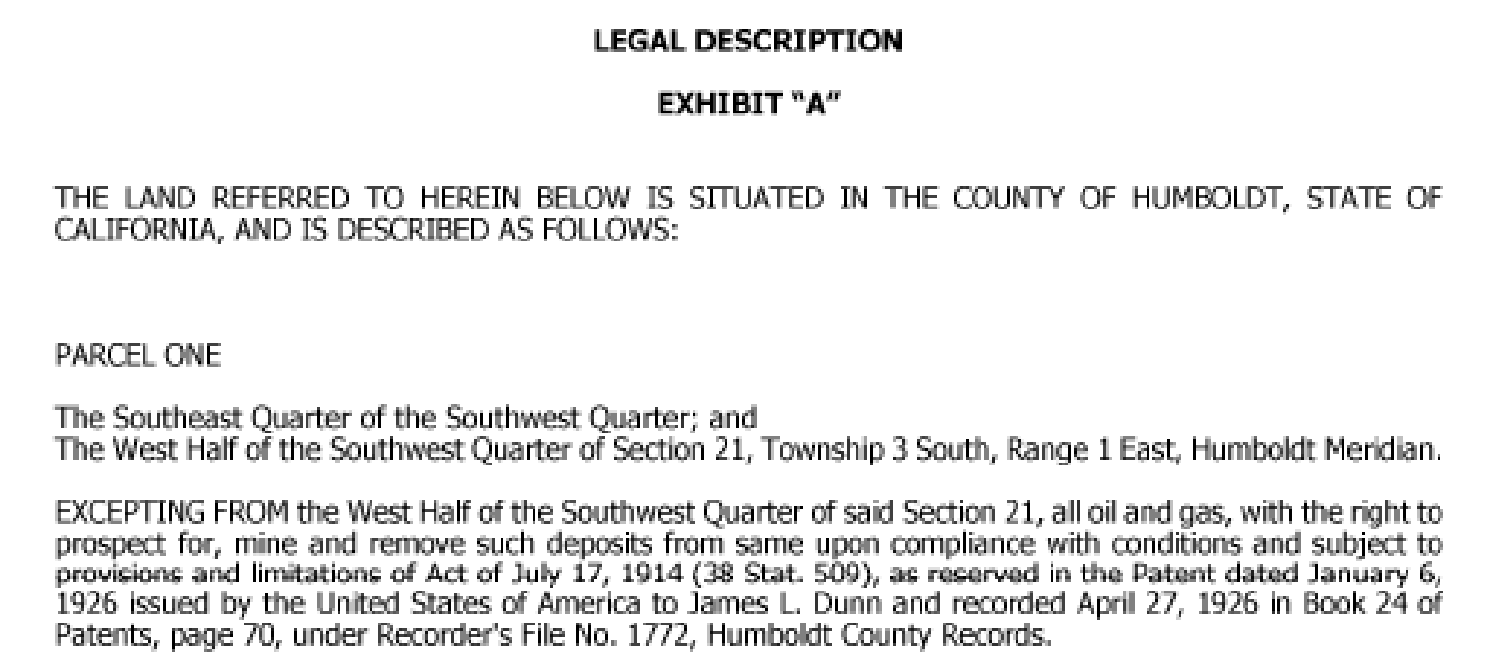 LEGAL DESCRIPTION
EXHIBIT “A”
THE LAND REFERRED TO HEREIN BELOW IS SITUATED IN THE COUNTY OF HUMBOLDT, STATE OF
CALIFORNIA, AND IS DESCRIBED AS FOLLOWS:
PARCEL ONE
The Southeast Quarter of the Southwest Quarter; and
The West Half of the Southwest Quarter of Section 21, Township 3 South, Range 1 East, Humboldt Meridian.
EXCEPTING FROM the West Half of the Southwest Quarter of said Section 21, all oil and gas, with the right to
prospect for, mine and remove such deposits from same upon compliance with conditions and subject to
provisions and limitations of Act of July 17, 1914 (38 Stat. 509), as reserved in the Patent dated January 6,
1926 issued by the United States of America to James L. Dunn and recorded April 27, 1926 in Book 24 of
Patents, page 70, under Recorder's File No. 1772, Humboldt County Records.